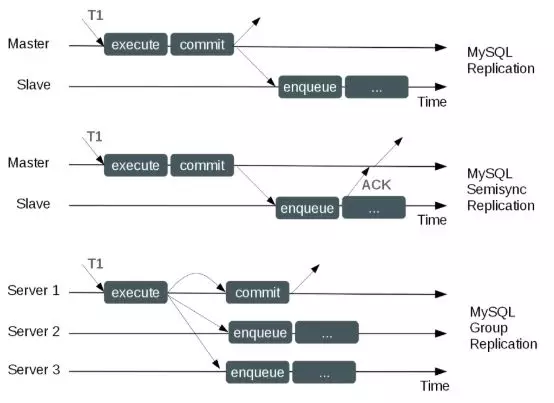 T1
Master execute commit
MySQL
Replication
Slave enqueue ...
Time
T1
Master execute commit
MySQL
Semisync
Replication
ACK
Slave enqueue ...
Time
T1
Server 1 execute commit
MySQL
Group
Replication
Server 2 enqueue ...
Server 3 enqueue ...
Time